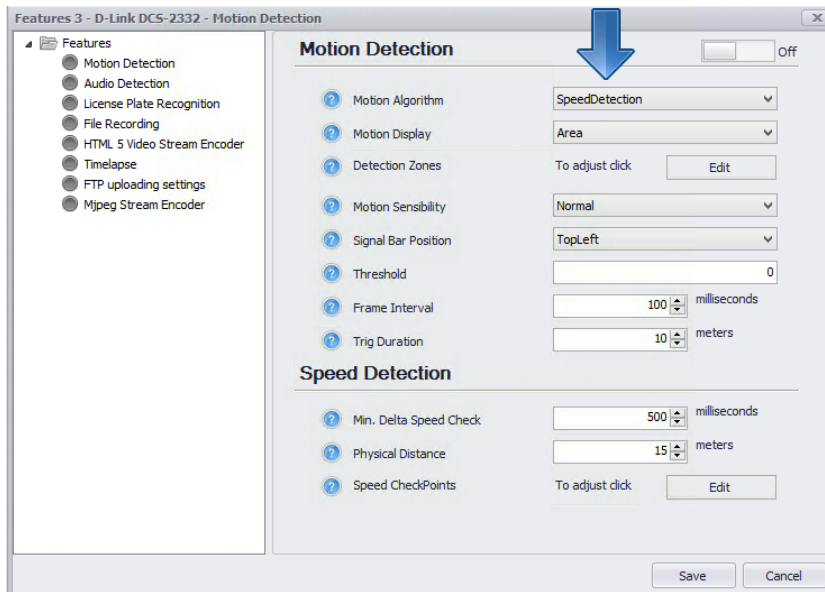 Features 3 - D-Link DCS-2332 - Motion Detection
Features
Motion Detection
Audio Detection
License Plate Recognition
File Recording
HTML 5 Video Stream Encoder
Timelapse
FTP uploading settings
Mjpeg Stream Encoder
Motion Detection Off
Motion Algorithm SpeedDetection
Motion Display Area
Detection Zones To adjust click Edit
Motion Sensibility Normal
Signal Bar Position TopLeft
Threshold 0
Frame Interval 100 milliseconds
Trig Duration 10 meters
Speed Detection
Min. Delta Speed Check 500 milliseconds
Physical Distance 15 meters
Speed CheckPoints To adjust click Edit
Save Cancel